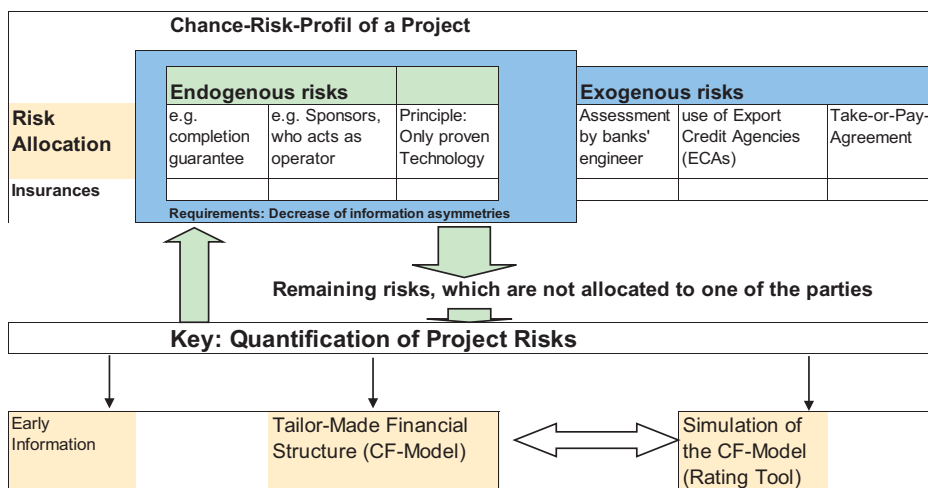 Chance-Risk-Profil of a Project
Endogenous risks
Exogenous risks
Risk
Allocation
e.g.
completion
guarantee
e.g. Sponsors,
who acts as
operator
Principle:
Only proven
Technology
Assessment
by banks'
engineer
use of Export
Credit Agencies
(ECAs)
Take-or-Pay-
Agreement
Insurances
Requirements: Decrease of information asymmetries
Remaining risks, which are not allocated to one of the parties
Key: Quantification of Project Risks
Early
Information
Tailor-Made Financial
Structure (CF-Model)
Simulation of
the CF-Model
(Rating Tool)